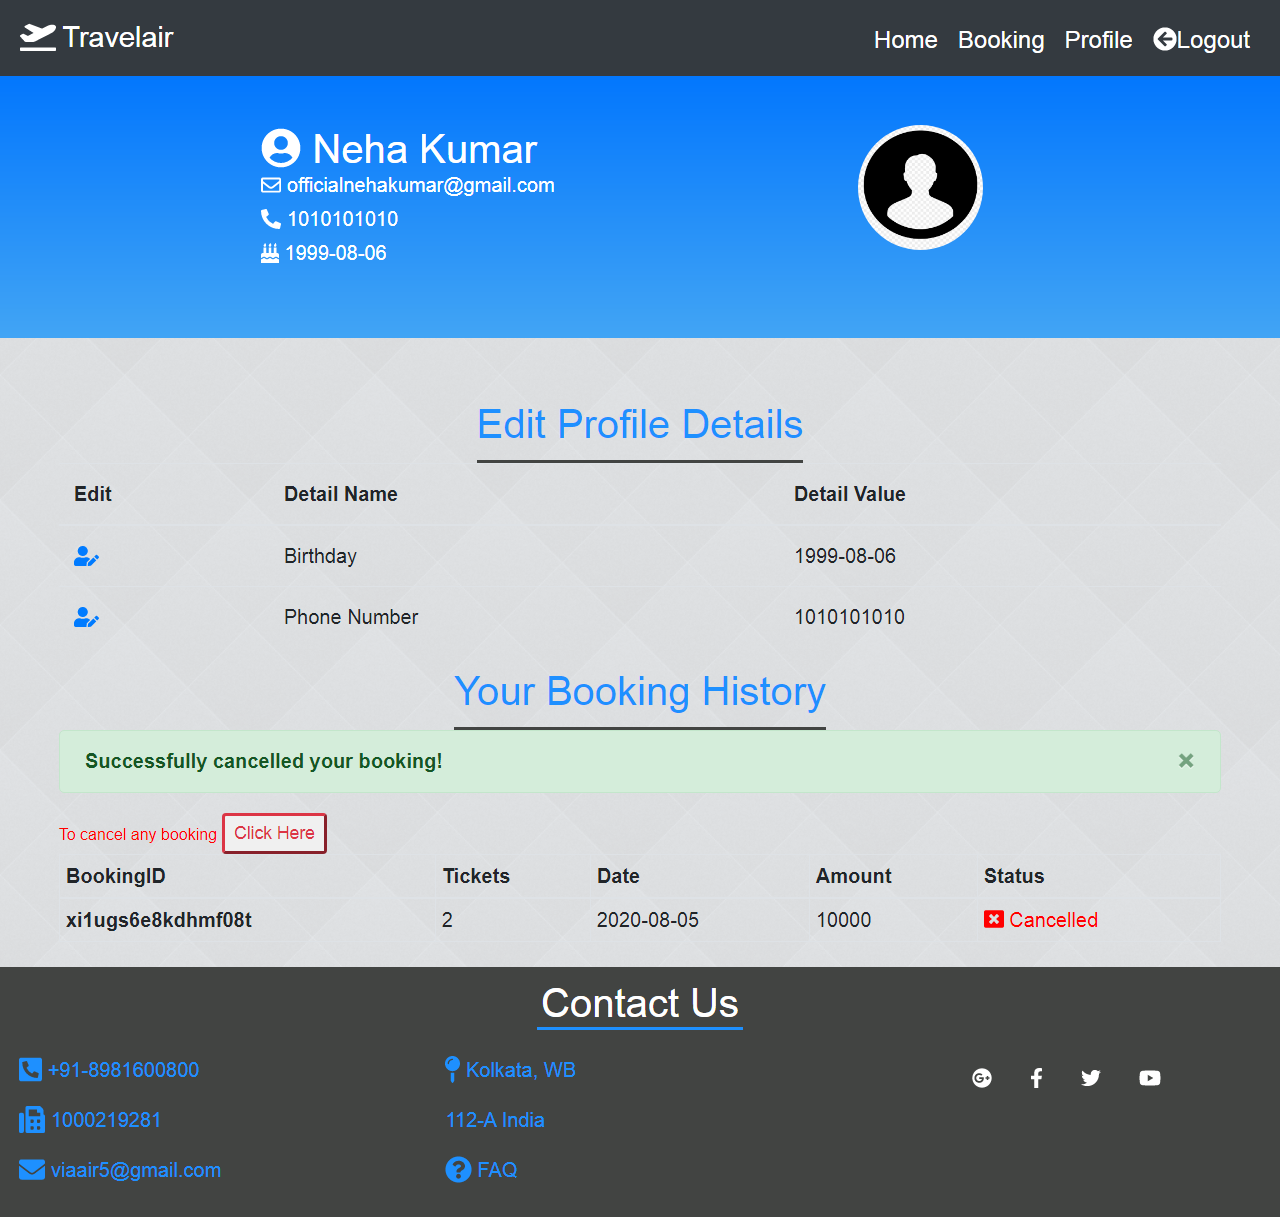 Travelair
Home Booking Profile Logout
Neha Kumar
officialnehakumar@gmail.com
1010101010
1999-08-06
Edit Profile Details
Edit Detail Name Detail Value
Birthday 1999-08-06
Phone Number 1010101010
Your Booking History
Successfully cancelled your booking! ×
To cancel any booking Click Here
BookingID Tickets Date Amount Status
xi1ugs6e8kdhmf08t 2 2020-08-05 10000 Cancelled
Contact Us
+91-8981600800 Kolkata, WB
1000219281 112-A India
viaair5@gmail.com FAQ